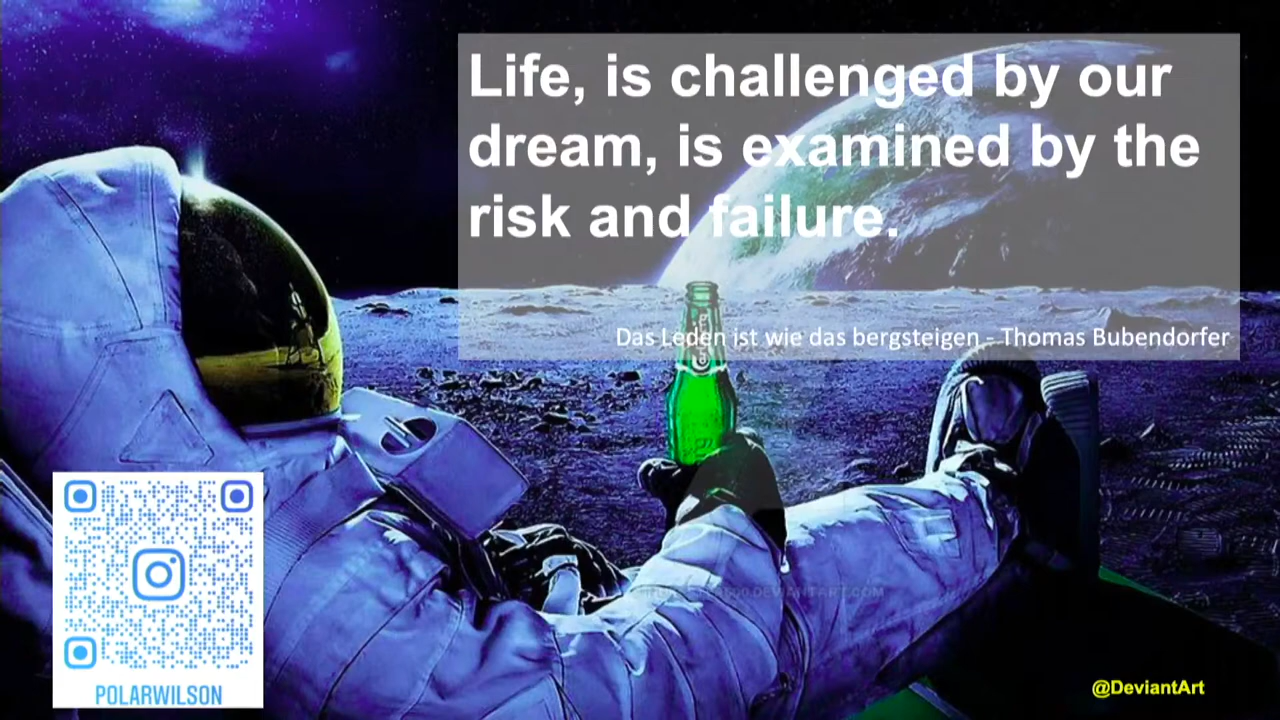 Life, is challenged by our
dream, is examined by the
risk and failure.
Das Leden ist wie das bergsteigen - Thomas Bubendorfer
POLARWILSON
@DeviantArt